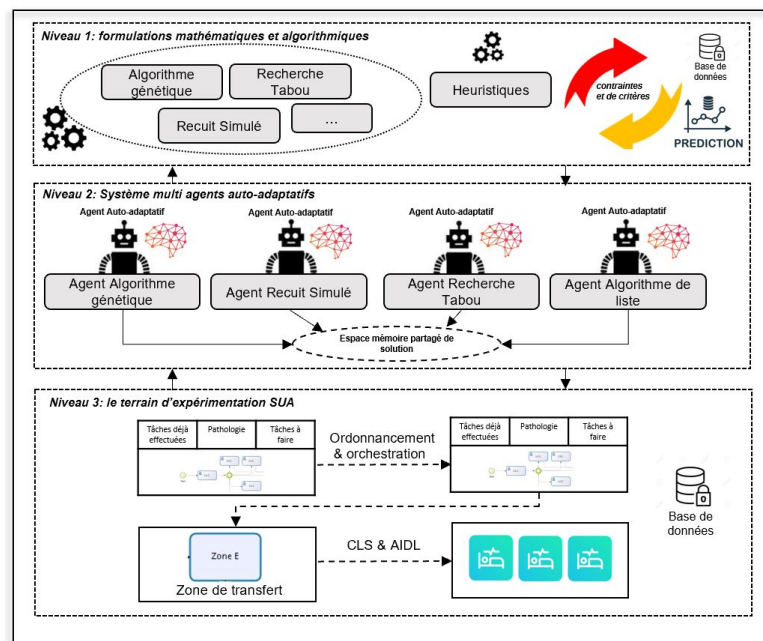 Niveau 1: formulations mathématiques et algorithmiques
Algorithme
génétique
Recherche
Tabou
Recuit Simulé
...
Heuristiques
contraintes
et de critères
Base de
données
PREDICTION
Niveau 2: Système multi agents auto-adaptatifs
Agent Auto-adaptatif
Agent Auto-adaptatif
Agent Auto-adaptatif
Agent Auto-adaptatif
Agent Algorithme
génétique
Agent Recuit Simulé
Agent Recherche
Tabou
Agent Algorithme de
liste
Espace mémoire partagé de
solution
Niveau 3: le terrain d'expérimentation SUA
Tâches déjà
effectuées
Pathologie
Tâches à
faire
Ordonnancement
& orchestration
Tâches déjà
effectuées
Pathologie
Tâches à
faire
Base de
données
Zone E
Zone de transfert
CLS & AIDL